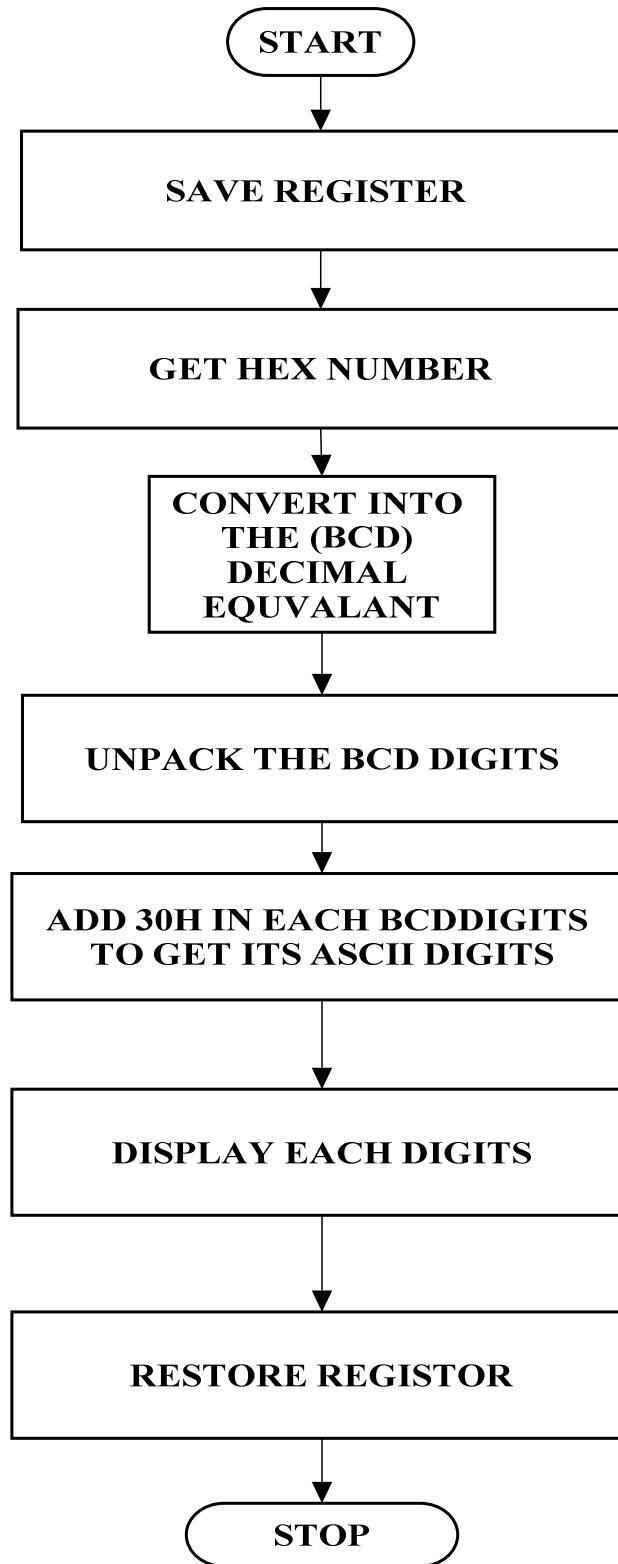 START
SAVE REGISTER
GET HEX NUMBER
CONVERT INTO
THE (BCD)
DECIMAL
EQUVALANT
UNPACK THE BCD DIGITS
ADD 30H IN EACH BCDDIGITS
TO GET ITS ASCII DIGITS
DISPLAY EACH DIGITS
RESTORE REGISTOR
STOP